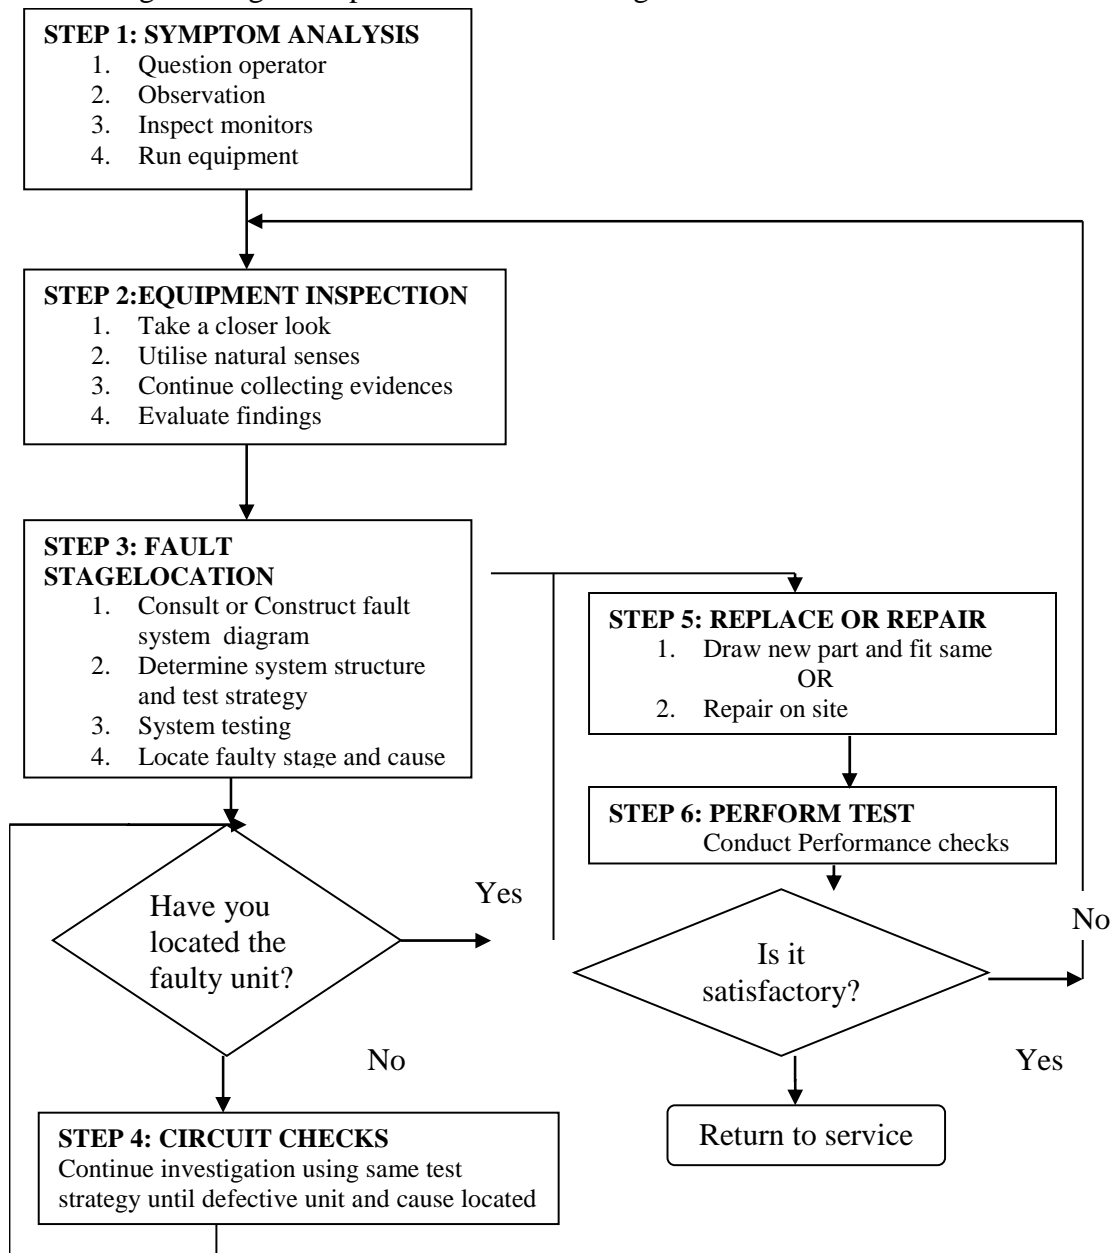 STEP 1: SYMPTOM ANALYSIS
1. Question operator
2. Observation
3. Inspect monitors
4. Run equipment
STEP 2:EQUIPMENT INSPECTION
1. Take a closer look
2. Utilise natural senses
3. Continue collecting evidences
4. Evaluate findings
STEP 3: FAULT
STAGELOCATION
1. Consult or Construct fault
system diagram
2. Determine system structure
and test strategy
3. System testing
4. Locate faulty stage and cause
Have you
located the
faulty unit?
Yes
No
STEP 4: CIRCUIT CHECKS
Continue investigation using same test
strategy until defective unit and cause located
STEP 5: REPLACE OR REPAIR
1. Draw new part and fit same
OR
2. Repair on site
STEP 6: PERFORM TEST
Conduct Performance checks
Is it
satisfactory?
No
Yes
Return to service